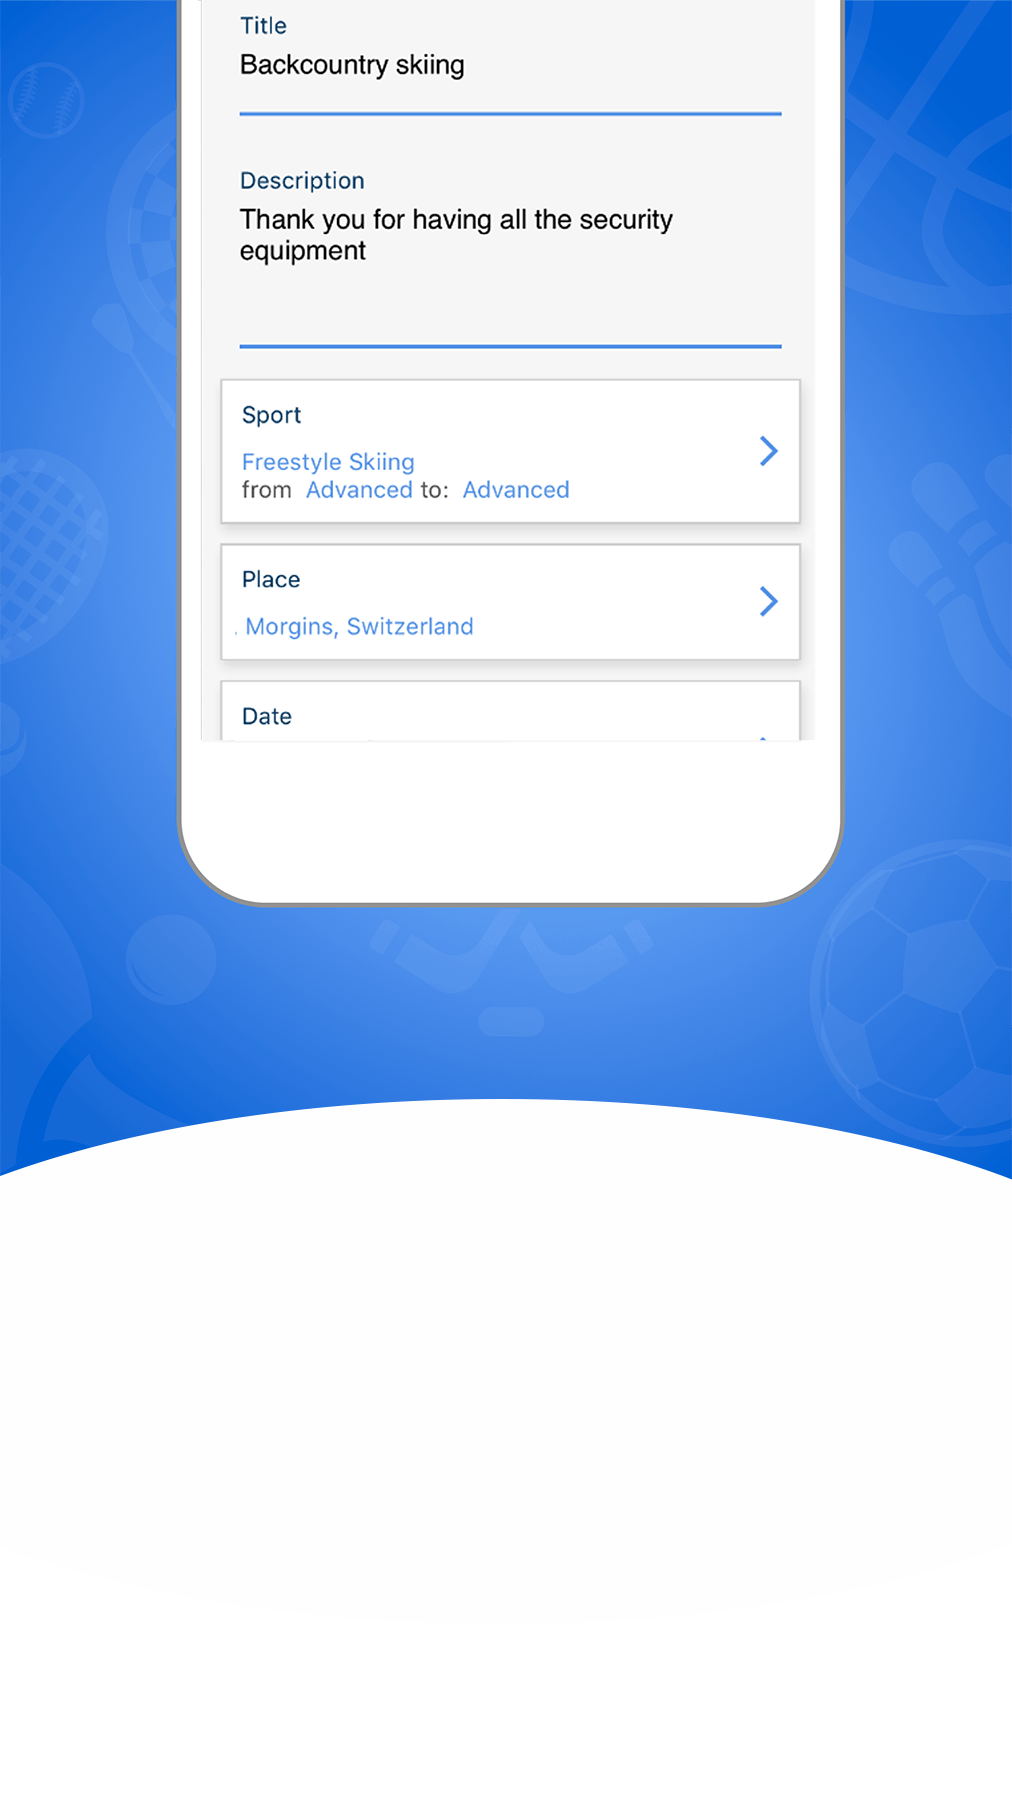 Title
Backcountry skiing
Description
Thank you for having all the security
equipment
Sport
Freestyle Skiing
from Advanced to: Advanced
Place
. Morgins, Switzerland
Date